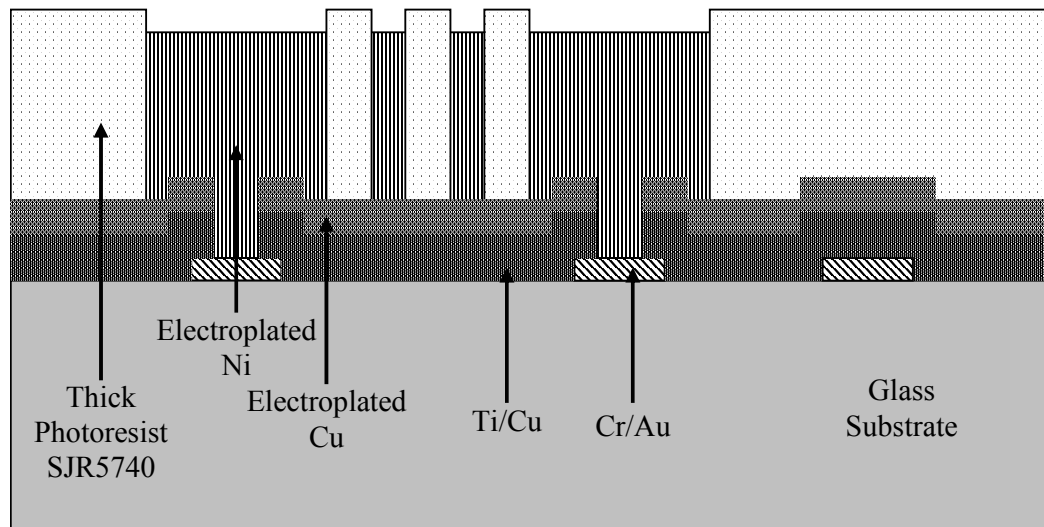 Electroplated
Ni
Thick
Photoresist
SJR5740
Electroplated
Cu
Ti/Cu
Cr/Au
Glass
Substrate